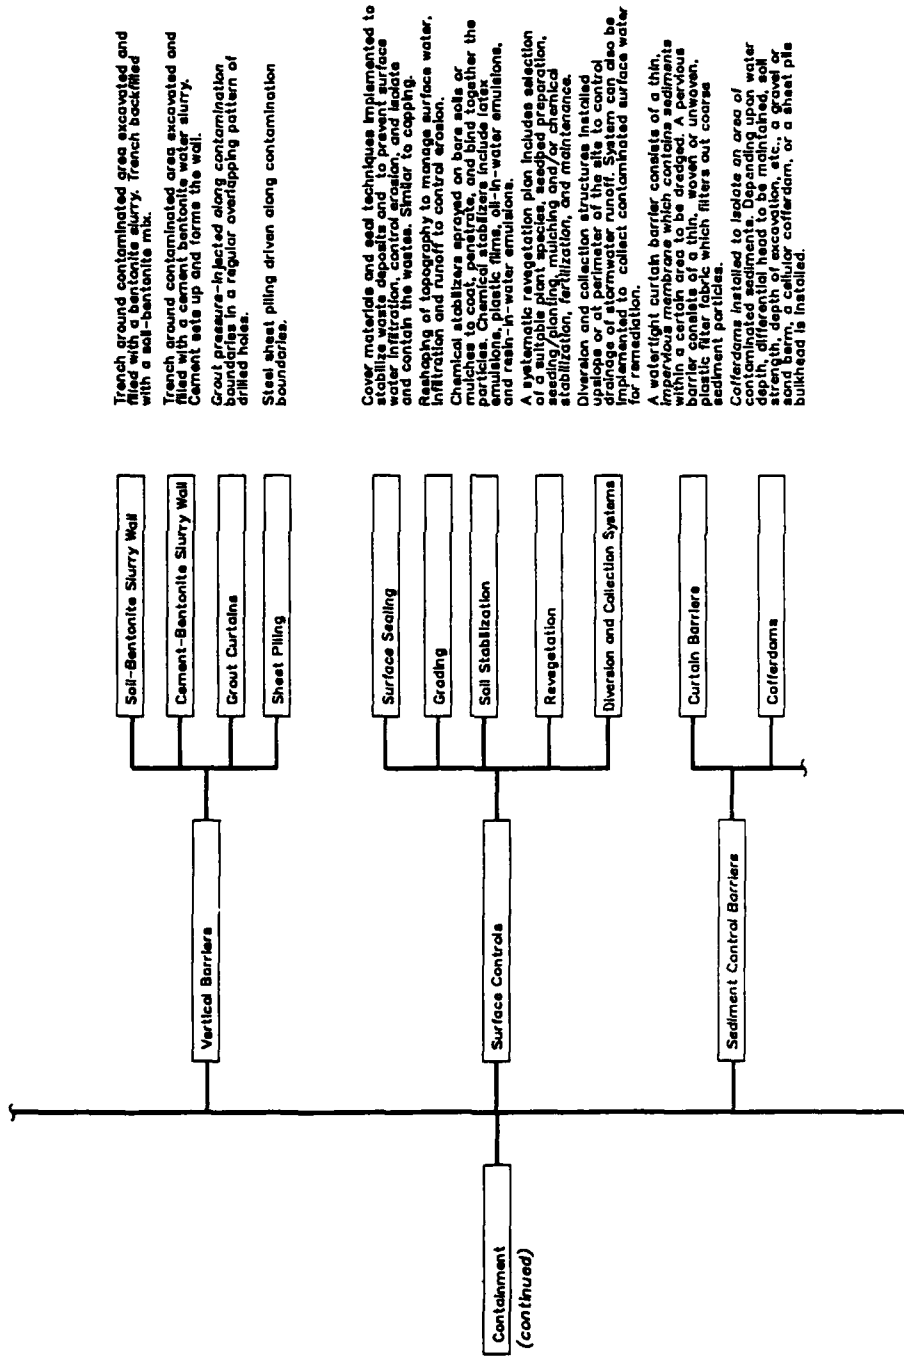 Containment
(continued)
Vertical Barriers
Soil-Bentonite Slurry Wall
Trench around contaminated area excavated and
filled with a bentonite slurry. Trench backfilled
with a soil-bentonite mix.
Cement-Bentonite Slurry Wall
Trench around contaminated area excavated and
filled with a cement bentonite water slurry.
Cement sets up and forms the wall.
Grout Curtains
Grout pressure-injected along contamination
boundaries in a regular overlapping pattern of
drilled holes.
Sheet Piling
Steel sheet piling driven along contamination
boundaries.
Surface Controls
Surface Sealing
Cover materials and seal techniques implemented to
stabilize waste deposits and to prevent surface
water infiltration, control erosion, and isolate
and contain the wastes. Similar to capping.
Grading
Reshaping of topography to manage surface water,
infiltration and runoff to control erosion.
Soil Stabilization
Chemical stabilizers sprayed on bare soils or
mulches to coat, penetrate, and bind together the
particles. Chemical stabilizers include latex
emulsions, plastic films, oil-in-water emulsions,
and resin-in-water emulsions.
Revegetation
A systematic revegetation plan includes selection
of a suitable plant species, seedbed preparation,
seeding/planting, mulching and/or chemical
stabilization, fertilization, and maintenance.
Diversion and Collection Systems
Diversion and collection structures installed
upslope or at perimeter of the site to control
drainage of stormwater runoff. System can also be
implemented to collect contaminated surface water
for remediation.
Sediment Control Barriers
Curtain Barriers
A watertight curtain barrier consists of a thin,
impervious membrane which contains sediments
within a certain area to be dredged. A pervious
barrier consists of a thin, woven or unwoven,
plastic filter fabric which filters out coarse
sediment particles.
Cofferdams
Cofferdams installed to isolate an area of
contaminated sediments. Depending upon water
depth, differential head to be maintained, soil
strength, depth of excavation, etc., a gravel or
sand berm, a cellular cofferdam, or a sheet pile
bulkhead is installed.